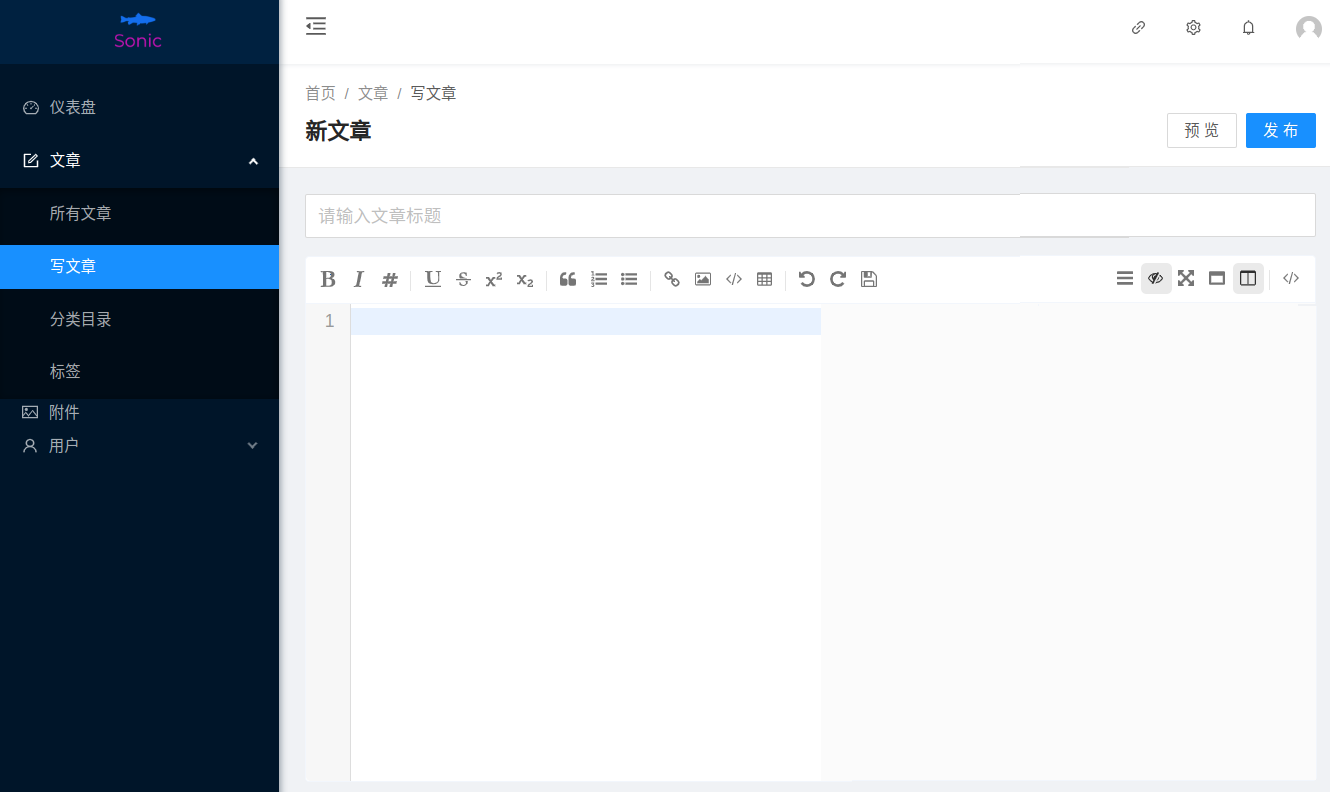 Sonic
仪表盘
文章
所有文章
写文章
分类目录
标签
附件
用户
首页 / 文章 / 写文章
新文章
预 览
发 布
请输入文章标题
1